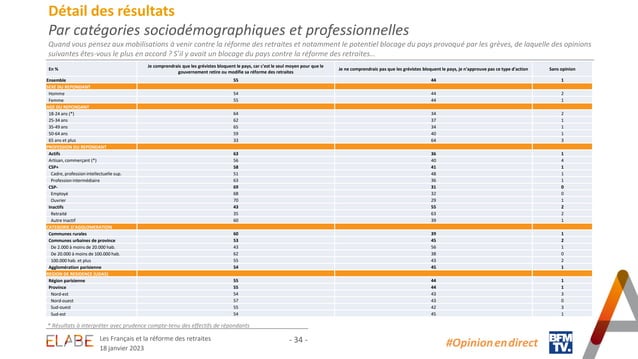 Détail des résultats
Par catégories sociodémographiques et professionnelles
Quand vous pensez aux mobilisations à venir contre la réforme des retraites et notamment le potentiel blocage du pays provoqué par les grèves, de laquelle des opinions
suivantes êtes-vous le plus en accord ? S'il y avait un blocage du pays contre la réforme des retraites…
En % Je comprendrais que les grévistes bloquent le pays, car c'est le seul moyen pour que le gouvernement retire ou modifie sa réforme des retraites Je ne comprendrais pas que les grévistes bloquent le pays, je n'approuve pas ce type d'action Sans opinion
Ensemble 55 44 1
SEXE DU REPONDANT
Homme 54 44 2
Femme 55 44 1
AGE DU REPONDANT
18-24 ans (*) 64 34 2
25-34 ans 62 37 1
35-49 ans 65 34 1
50-64 ans 59 40 1
65 ans et plus 33 64 3
PROFESSION DU REPONDANT
Actifs 63 36 1
Artisan, commerçant (*) 56 40 4
CSP+ 58 41 1
Cadre, profession intellectuelle sup. 51 48 1
Profession intermédiaire 63 36 1
CSP- 69 31 0
Employé 68 32 0
Ouvrier 70 29 1
Inactifs 43 55 2
Retraité 35 63 2
Autre inactif 60 39 1
CATEGORIE D'AGGLOMERATION
Communes rurales 60 39 1
Communes urbaines de province 53 45 2
De 2.000 à moins de 20.000 hab. 43 56 1
De 20.000 à moins de 100.000 hab. 62 38 0
100.000 hab. et plus 55 43 2
Agglomération parisienne 54 45 1
REGION DE RESIDENCE (UDA5)
Région parisienne 55 44 1
Province 55 44 1
Nord-est 54 43 3
Nord-ouest 57 43 0
Sud-ouest 55 42 3
Sud-est 54 45 1
* Résultats à interpréter avec prudence compte-tenu des effectifs de répondants
ELABE
Les Français et la réforme des retraites
18 janvier 2023
- 34 -
#Opinion en direct
BFM
TV.